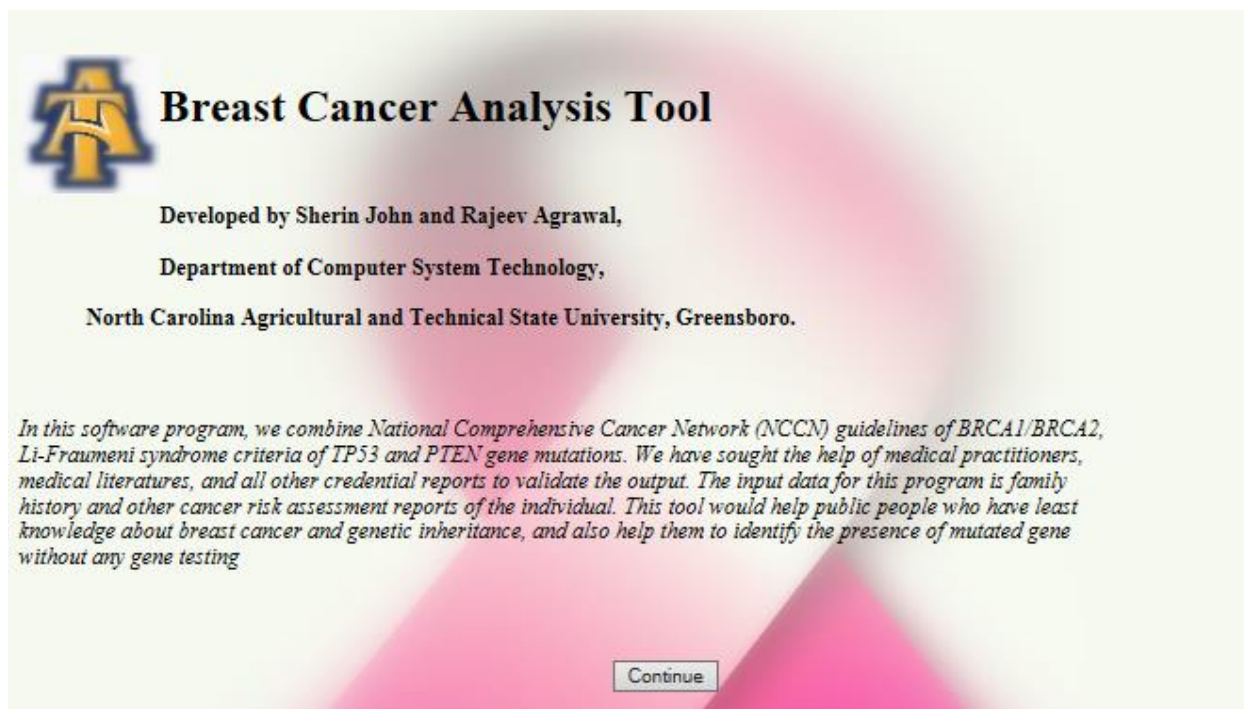 AT
Breast Cancer Analysis Tool
Developed by Sherin John and Rajeev Agrawal,
Department of Computer System Technology,
North Carolina Agricultural and Technical State University, Greensboro.
In this software program, we combine National Comprehensive Cancer Network (NCCN) guidelines of BRCA1/BRCA2,
Li-Fraumeni syndrome criteria of TP53 and PTEN gene mutations. We have sought the help of medical practitioners,
medical literatures, and all other credential reports to validate the output. The input data for this program is family
history and other cancer risk assessment reports of the individual. This tool would help public people who have least
knowledge about breast cancer and genetic inheritance, and also help them to identify the presence of mutated gene
without any gene testing
Continue